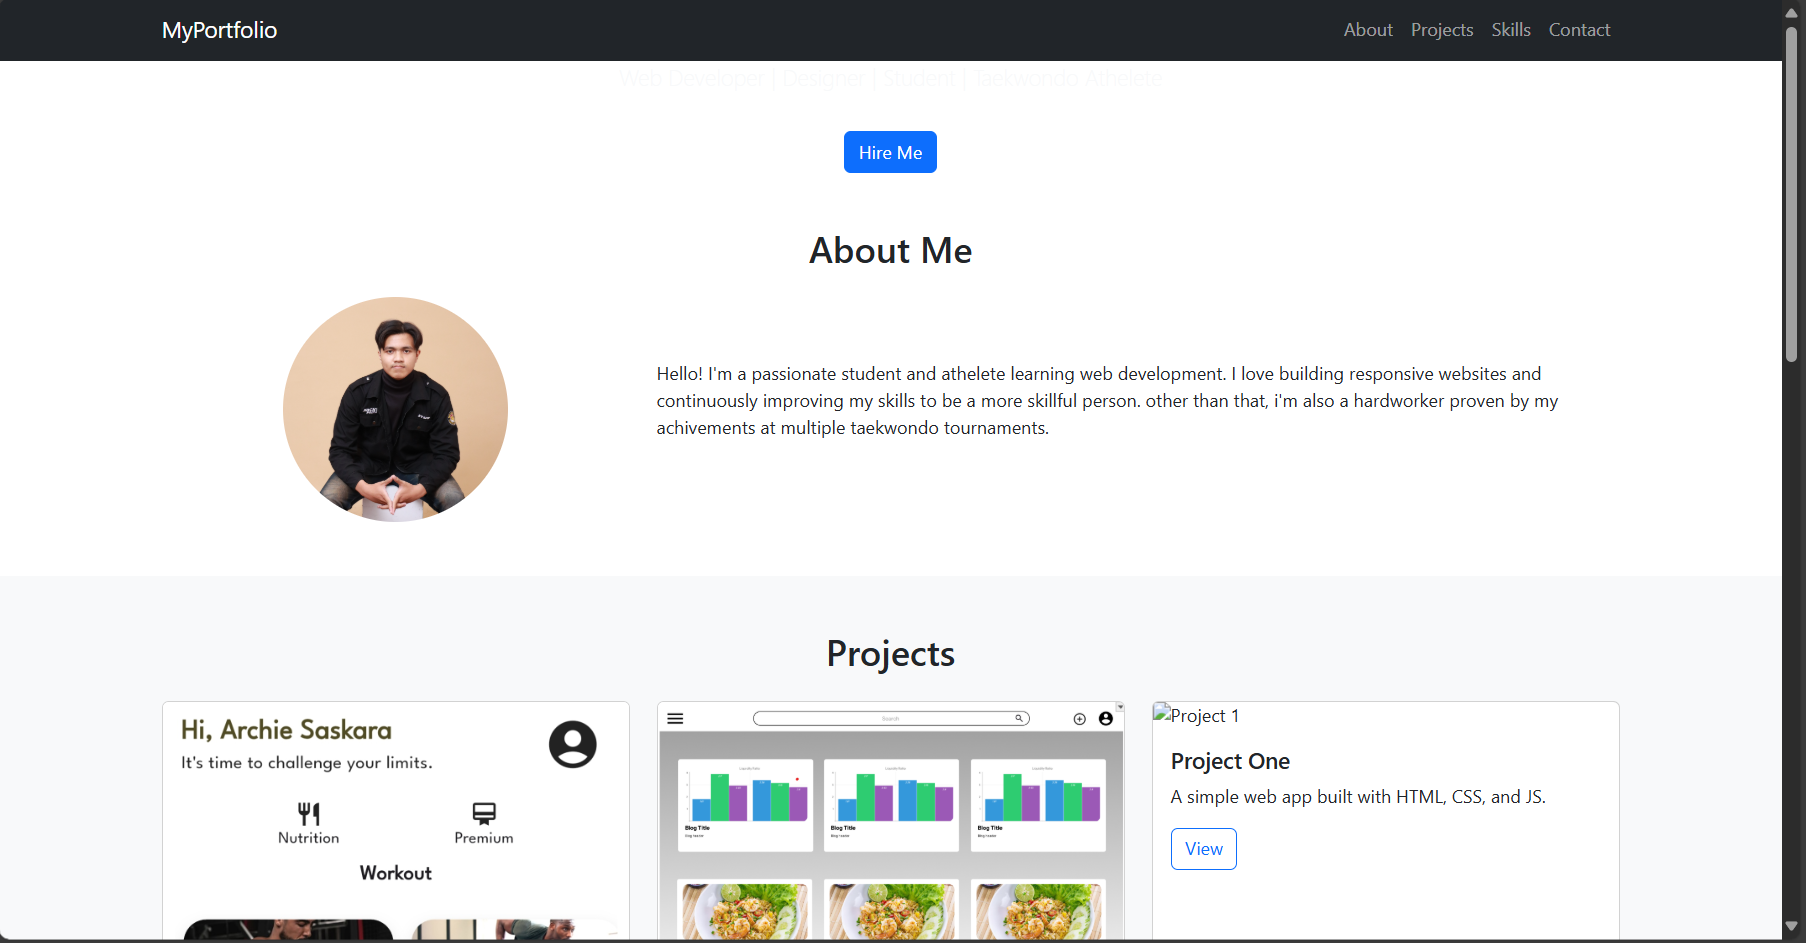 MyPortfolio
About Projects Skills Contact
Web Developer | Designer | Student | Taekwondo Athelete
Hire Me
About Me
Hello! I'm a passionate student and athelete learning web development. I love building responsive websites and
continuously improving my skills to be a more skillful person. other than that, i'm also a hardworker proven by my
achivements at multiple taekwondo tournaments.
Projects
Hi, Archie Saskara
It's time to challenge your limits.
Nutrition Premium
Workout
Search
Blog Title
Blog Title
Blog Title
Project 1
Project One
A simple web app built with HTML, CSS, and JS.
View